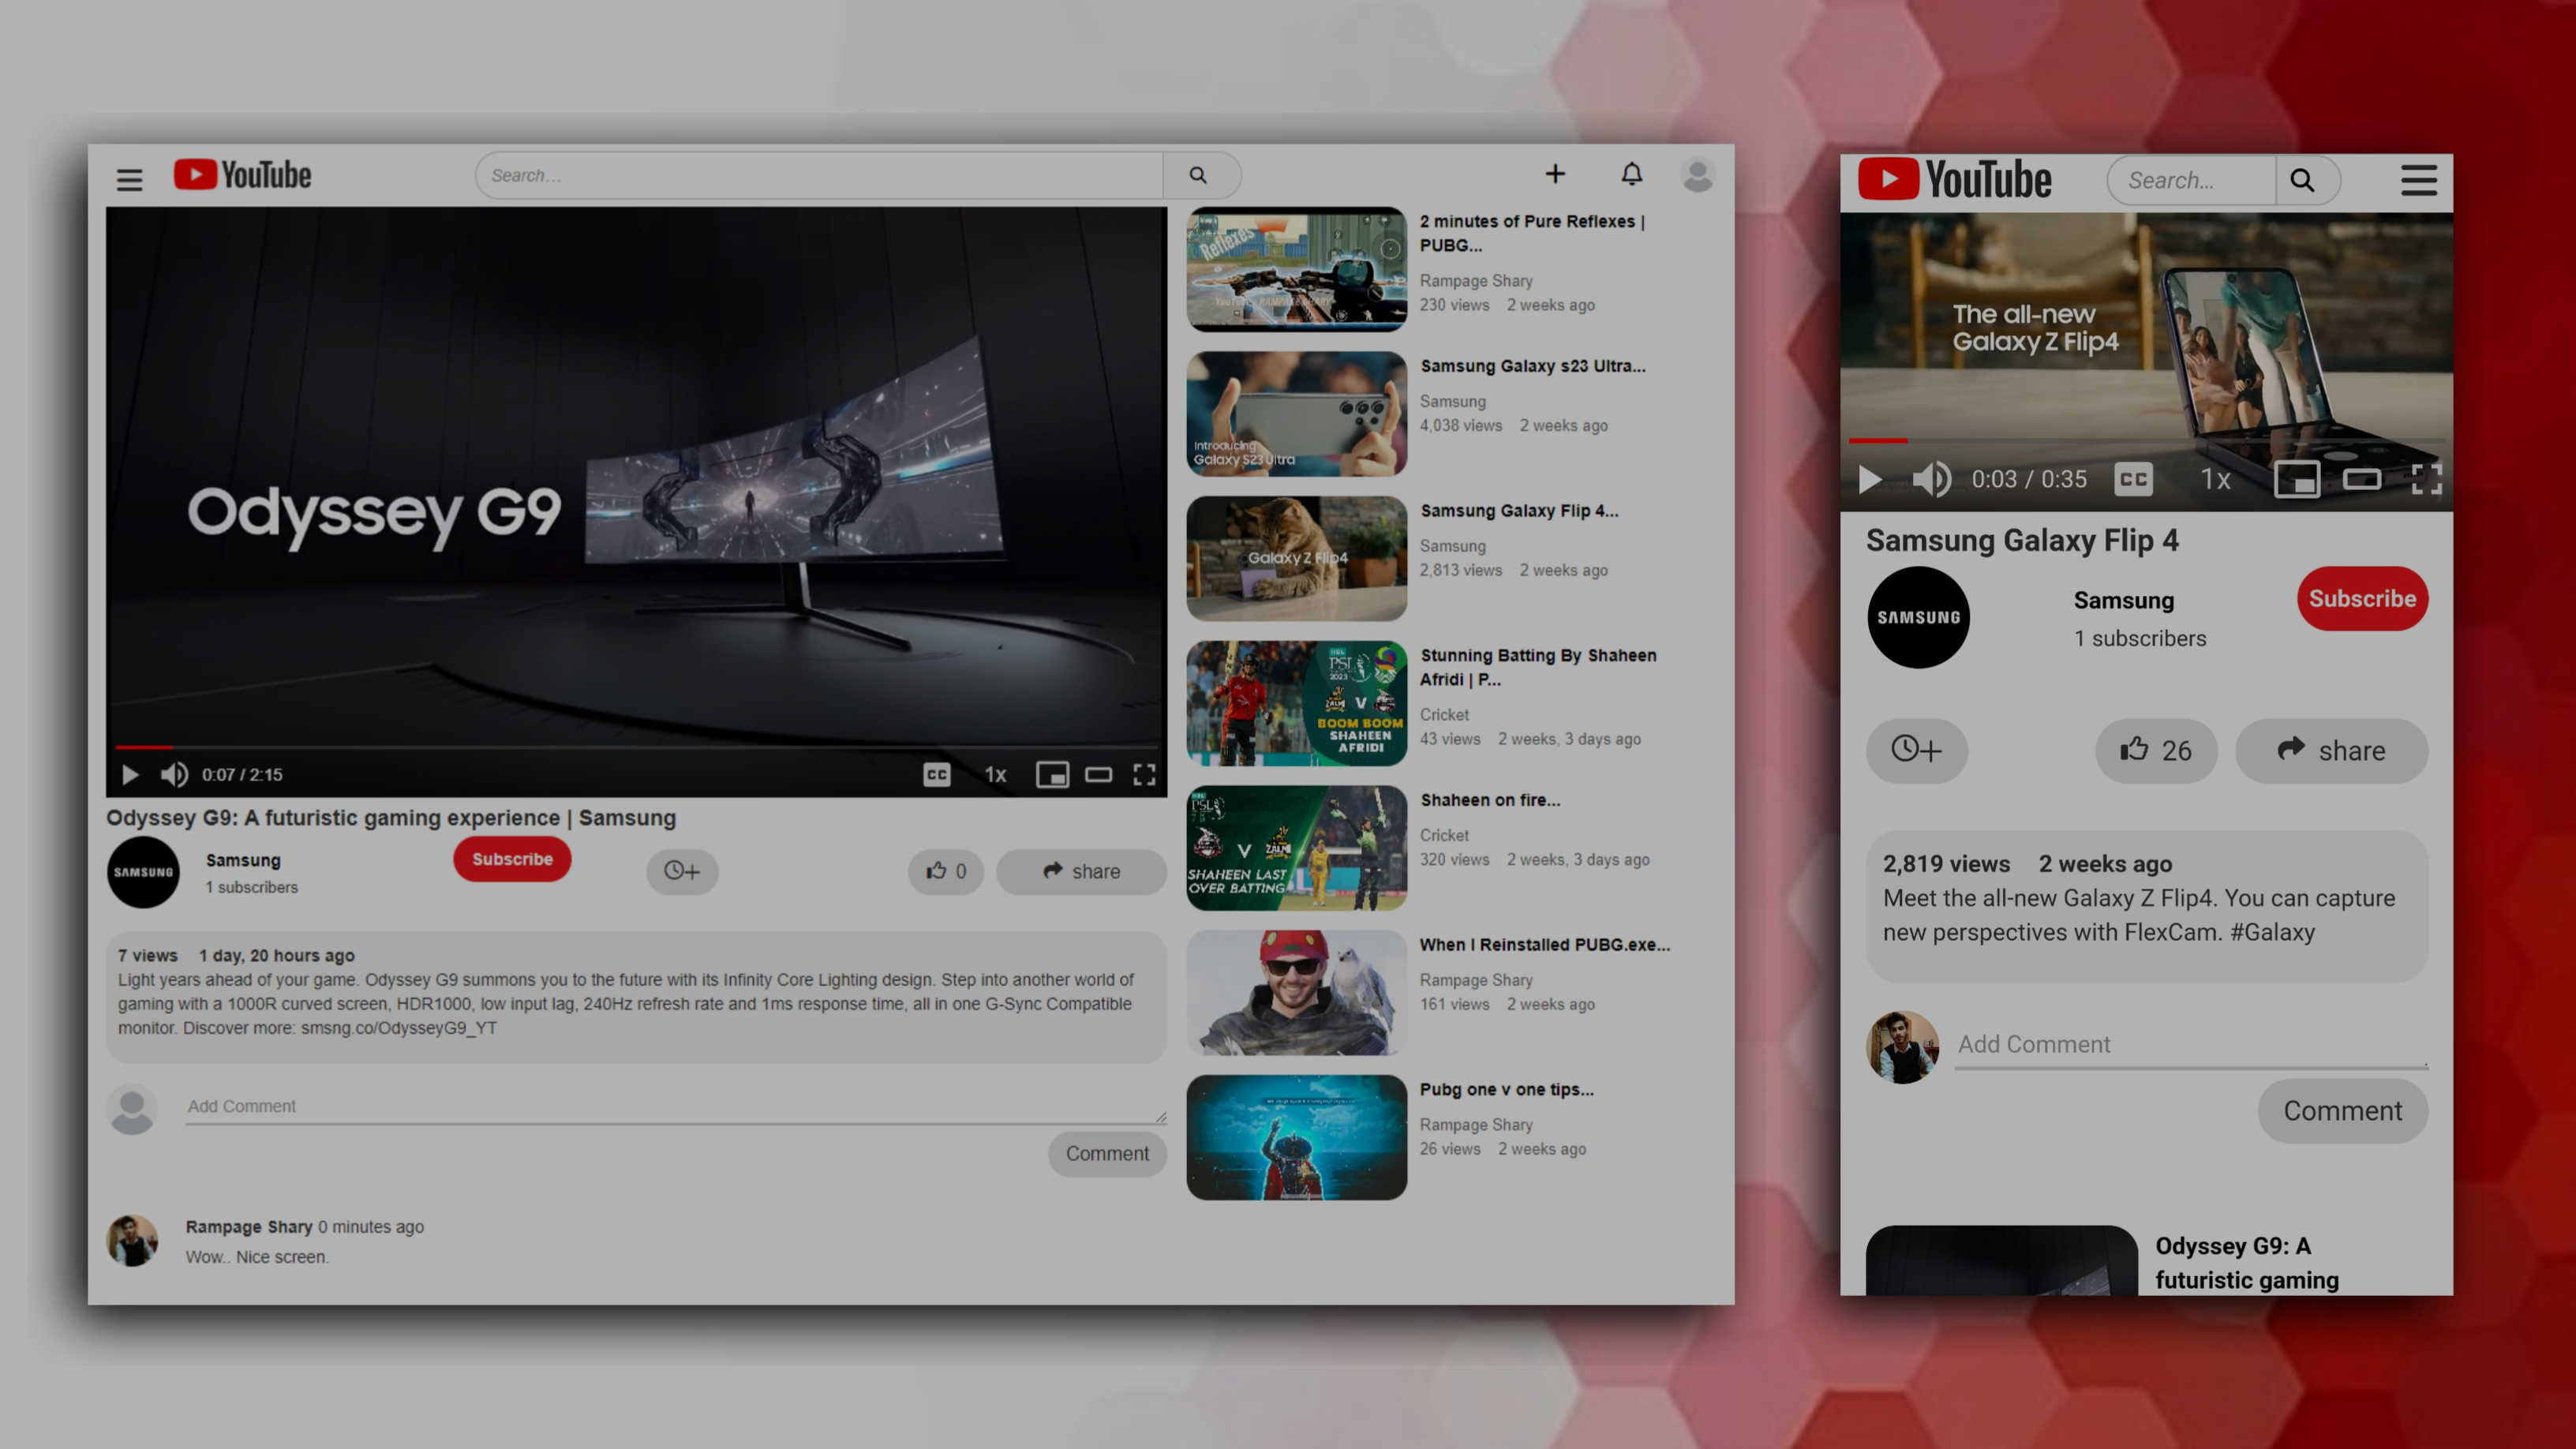 YouTube
Search...
Odyssey G9
0:07 / 2:15
CC
1x
Odyssey G9: A futuristic gaming experience | Samsung
SAMSUNG
Samsung
1 subscribers
Subscribe
0
share
7 views 1 day, 20 hours ago
Light years ahead of your game. Odyssey G9 summons you to the future with its Infinity Core Lighting design. Step into another world of
gaming with a 1000R curved screen, HDR1000, low input lag, 240Hz refresh rate and 1ms response time, all in one G-Sync Compatible
monitor. Discover more: smsng.co/OdysseyG9_YT
Add Comment
Comment
Rampage Shary 0 minutes ago
Wow.. Nice screen.
Reflexes
2 minutes of Pure Reflexes |
PUBG...
Rampage Shary
230 views 2 weeks ago
Introducing
Galaxy S23 Ultra
Samsung Galaxy s23 Ultra...
Samsung
4,038 views 2 weeks ago
Galaxy Z Flip4
Samsung Galaxy Flip 4...
Samsung
2,813 views 2 weeks ago
HBL
PSL
2023
ZALMI V
BOOM BOOM
SHAHEEN
AFRIDI
Stunning Batting By Shaheen
Afridi | P...
Cricket
43 views 2 weeks, 3 days ago
PSL
V ZALMI
SHAHEEN LAST
OVER BATTING
Shaheen on fire...
Cricket
320 views 2 weeks, 3 days ago
When I Reinstalled PUBG.exe...
Rampage Shary
161 views 2 weeks ago
Pubg one v one tips...
Rampage Shary
26 views 2 weeks ago
YouTube
Search...
The all-new
Galaxy Z Flip4
0:03 / 0:35
CC
1x
Samsung Galaxy Flip 4
SAMSUNG
Samsung
1 subscribers
Subscribe
26
share
2,819 views 2 weeks ago
Meet the all-new Galaxy Z Flip4. You can capture
new perspectives with FlexCam. #Galaxy
Add Comment
Comment
Odyssey G9: A
futuristic gaming